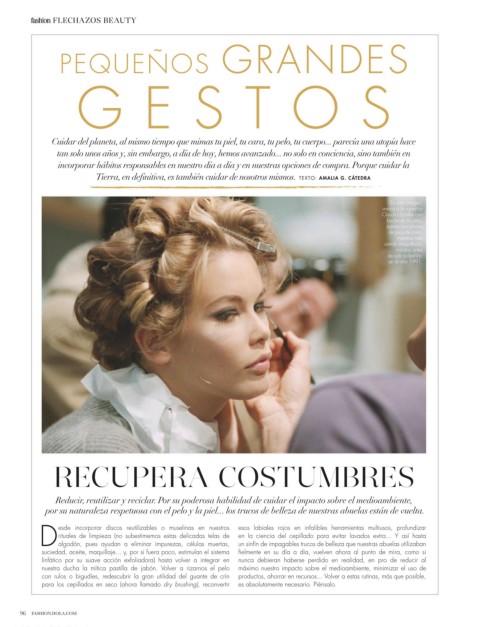 fashion FLECHAZOS BEAUTY
PEQUEÑOS GRANDES
GESTOS
Cuidar del planeta, al mismo tiempo que mimas tu piel, tu cara, tu pelo, tu cuerpo... parecía una utopía hace
tan solo unos años y, sin embargo, a día de hoy, hemos avanzado... no solo en conciencia, sino también en
incorporar hábitos responsables en nuestro día a día y en nuestras opciones de compra. Porque cuidar la
Tierra, en definitiva, es también cuidar de nosotros mismos. TEXTO: AMALIA G. CÁTEDRA
RECUPERA COSTUMBRES
Reducir, reutilizar y reciclar. Por su poderosa habilidad de cuidar el impacto sobre el medioambiente,
por su naturaleza respetuosa con el pelo y la piel... los trucos de belleza de nuestras abuelas están de vuelta.
Desde incorporar discos reutilizables o muselinas en nuestros
rituales de limpieza (no subestimemos estas delicadas telas de
algodón, pues ayudan a eliminar impurezas, células muertas,
suciedad, aceite, maquillaje... y, por si fuera poco, estimulan el sistema
linfático por su suave acción exfoliadora) hasta volver a integrar en
nuestra ducha la mítica pastilla de jabón. Volver a rizarnos el pelo
con rulos o bigudíes, redescubrir la gran utilidad del guante de crin
para los cepillados en seco (ahora llamado dry brushing), reconvertir
esos labiales rojos en infalibles herramientas multiusos, profundizar
en la ciencia del cepillado para evitar lavados extra... Y así hasta
un sinfín de impagables trucos de belleza que nuestras abuelas utilizaban
fielmente en su día a día, vuelven ahora al punto de mira, como si
nunca debieran haberse perdido en realidad, en pro de reducir al
máximo nuestro impacto sobre el medioambiente, minimizar el uso de
productos, ahorrar en recursos... Volver a estas rutinas, más que posible,
es absolutamente necesario. Piénsalo.
96 FASHION.HOLA.COM